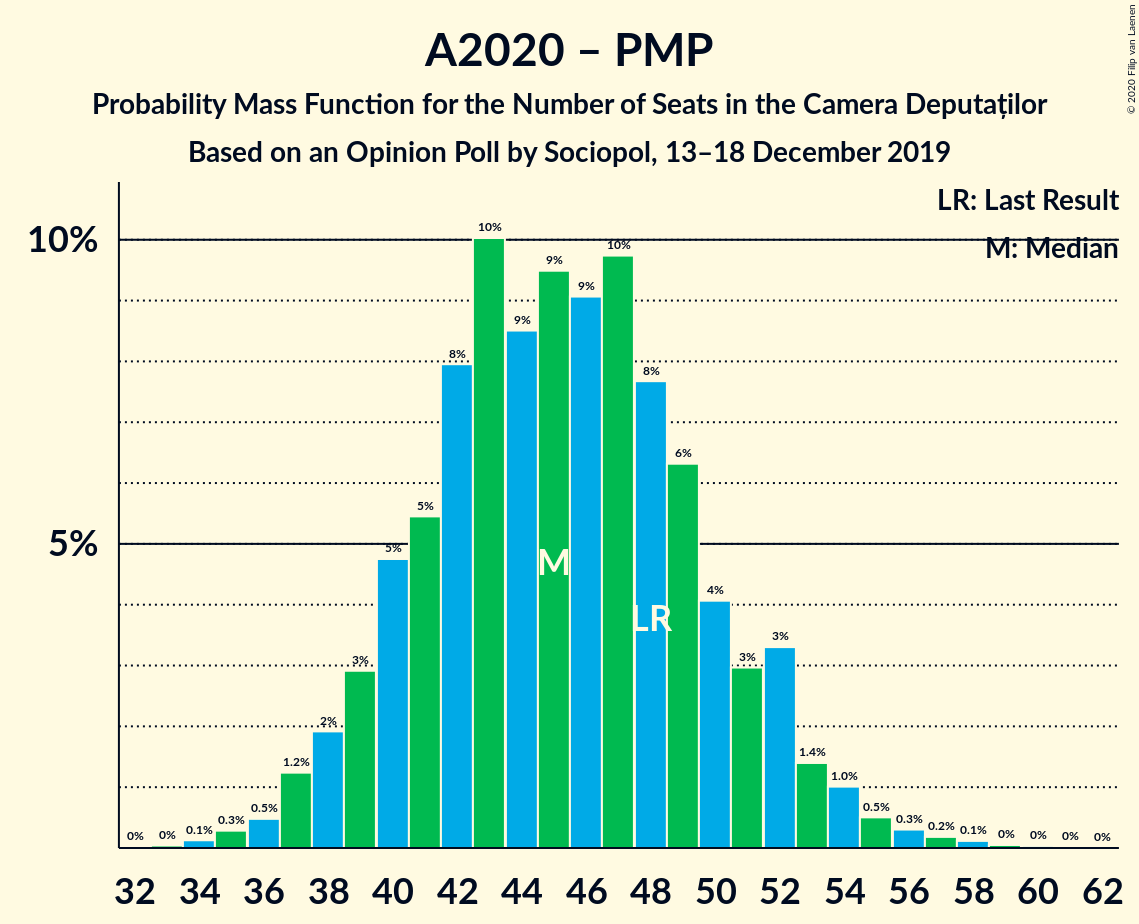 A2020 – PMP
Probability Mass Function for the Number of Seats in the Camera Deputaților
Based on an Opinion Poll by Sociopol, 13–18 December 2019
© 2020 Filip van Laenen
LR: Last Result
M: Median
10%
5%
0% 0% 0.1% 0.3% 0.5% 1.2% 2% 3% 5% 5% 8% 10% 9% 9% 9% 10% 8% 6% 4% 3% 3% 1.4% 1.0% 0.5% 0.3% 0.2% 0.1% 0% 0% 0% 0%
M
LR
32 34 36 38 40 42 44 46 48 50 52 54 56 58 60 62